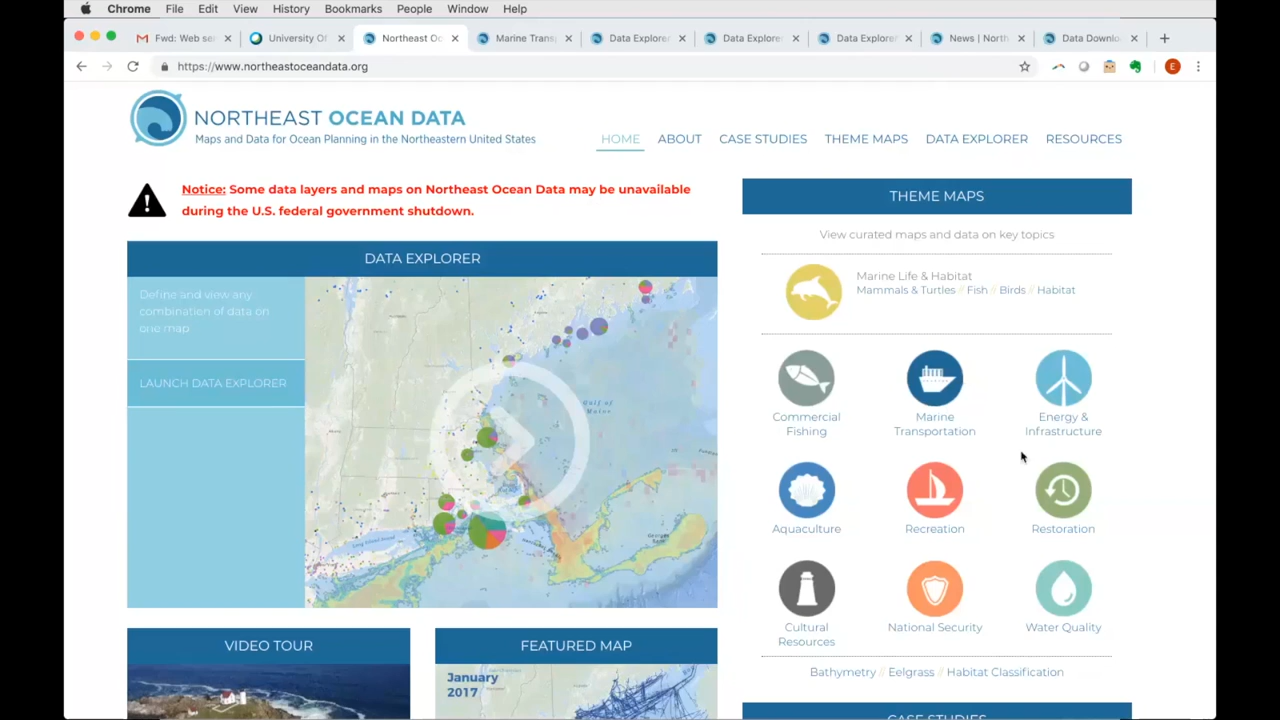 Chrome File Edit View History Bookmarks People Window Help
Fwd: Web se
University Of
Northeast Oc
Marine Trans
Data Explore
Data Explore
Data Explore
News | North
Data Downlo
https://www.northeastoceandata.org
E
NORTHEAST OCEAN DATA
Maps and Data for Ocean Planning in the Northeastern United States
HOME ABOUT CASE STUDIES THEME MAPS DATA EXPLORER RESOURCES
Notice: Some data layers and maps on Northeast Ocean Data may be unavailable
during the U.S. federal government shutdown.
DATA EXPLORER
Define and view any
combination of data on
one map
LAUNCH DATA EXPLORER
Gulf of
Maine
VIDEO TOUR
FEATURED MAP
January
2017
THEME MAPS
View curated maps and data on key topics
Marine Life & Habitat
Mammals & Turtles // Fish // Birds // Habitat
Commercial
Fishing
Marine
Transportation
Energy &
Infrastructure
Aquaculture
Recreation
Restoration
Cultural
Resources
National Security
Water Quality
Bathymetry // Eelgrass // Habitat Classification
CASE STUDIES